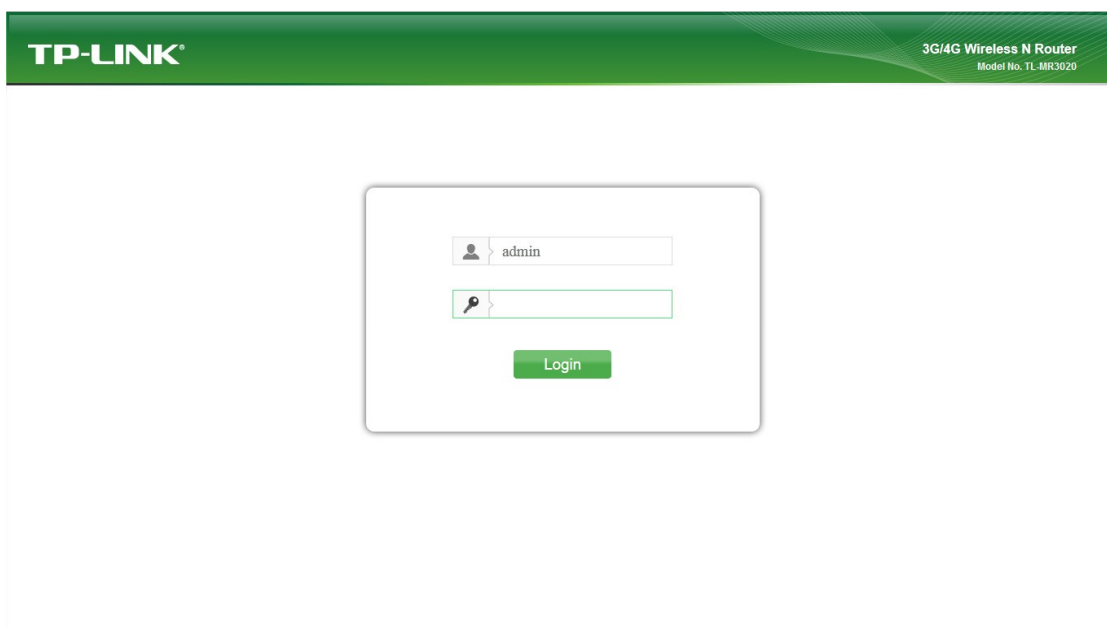 TP-LINK®
3G/4G Wireless N Router
Model No. TL-MR3020
admin
Login